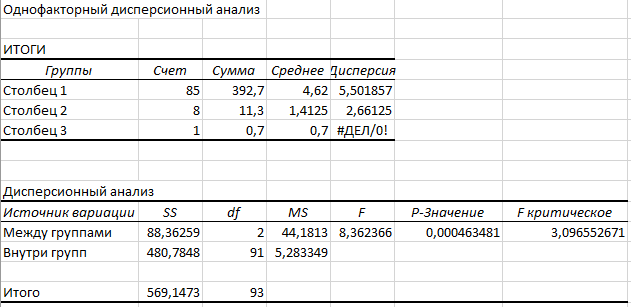 Однофакторный дисперсионный анализ
ИТОГИ
Группы Счет Сумма Среднее Дисперсия
Столбец 1 85 392,7 4,62 5,501857
Столбец 2 8 11,3 1,4125 2,66125
Столбец 3 1 0,7 0,7 #ДЕЛ/0!
Дисперсионный анализ
Источник вариации SS df MS F P-Значение F критическое
Между группами 88,36259 2 44,1813 8,362366 0,000463481 3,096552671
Внутри групп 480,7848 91 5,283349
Итого 569,1473 93